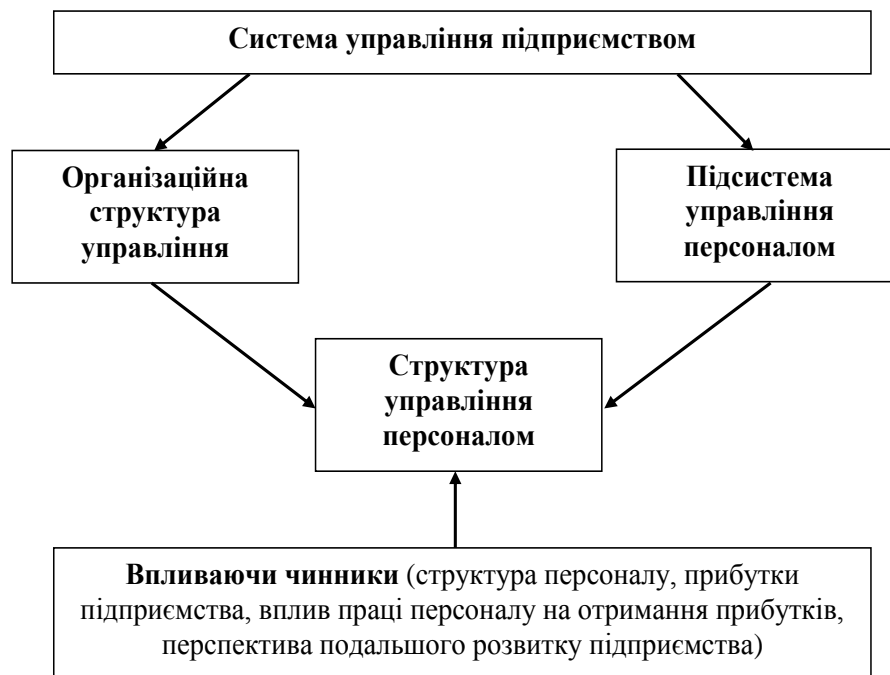 Система управління підприємством
Організаційна
структура
управління
Підсистема
управління
персоналом
Структура
управління
персоналом
Впливаючи чинники (структура персоналу, прибутки
підприємства, вплив праці персоналу на отримання прибутків,
перспектива подальшого розвитку підприємства)